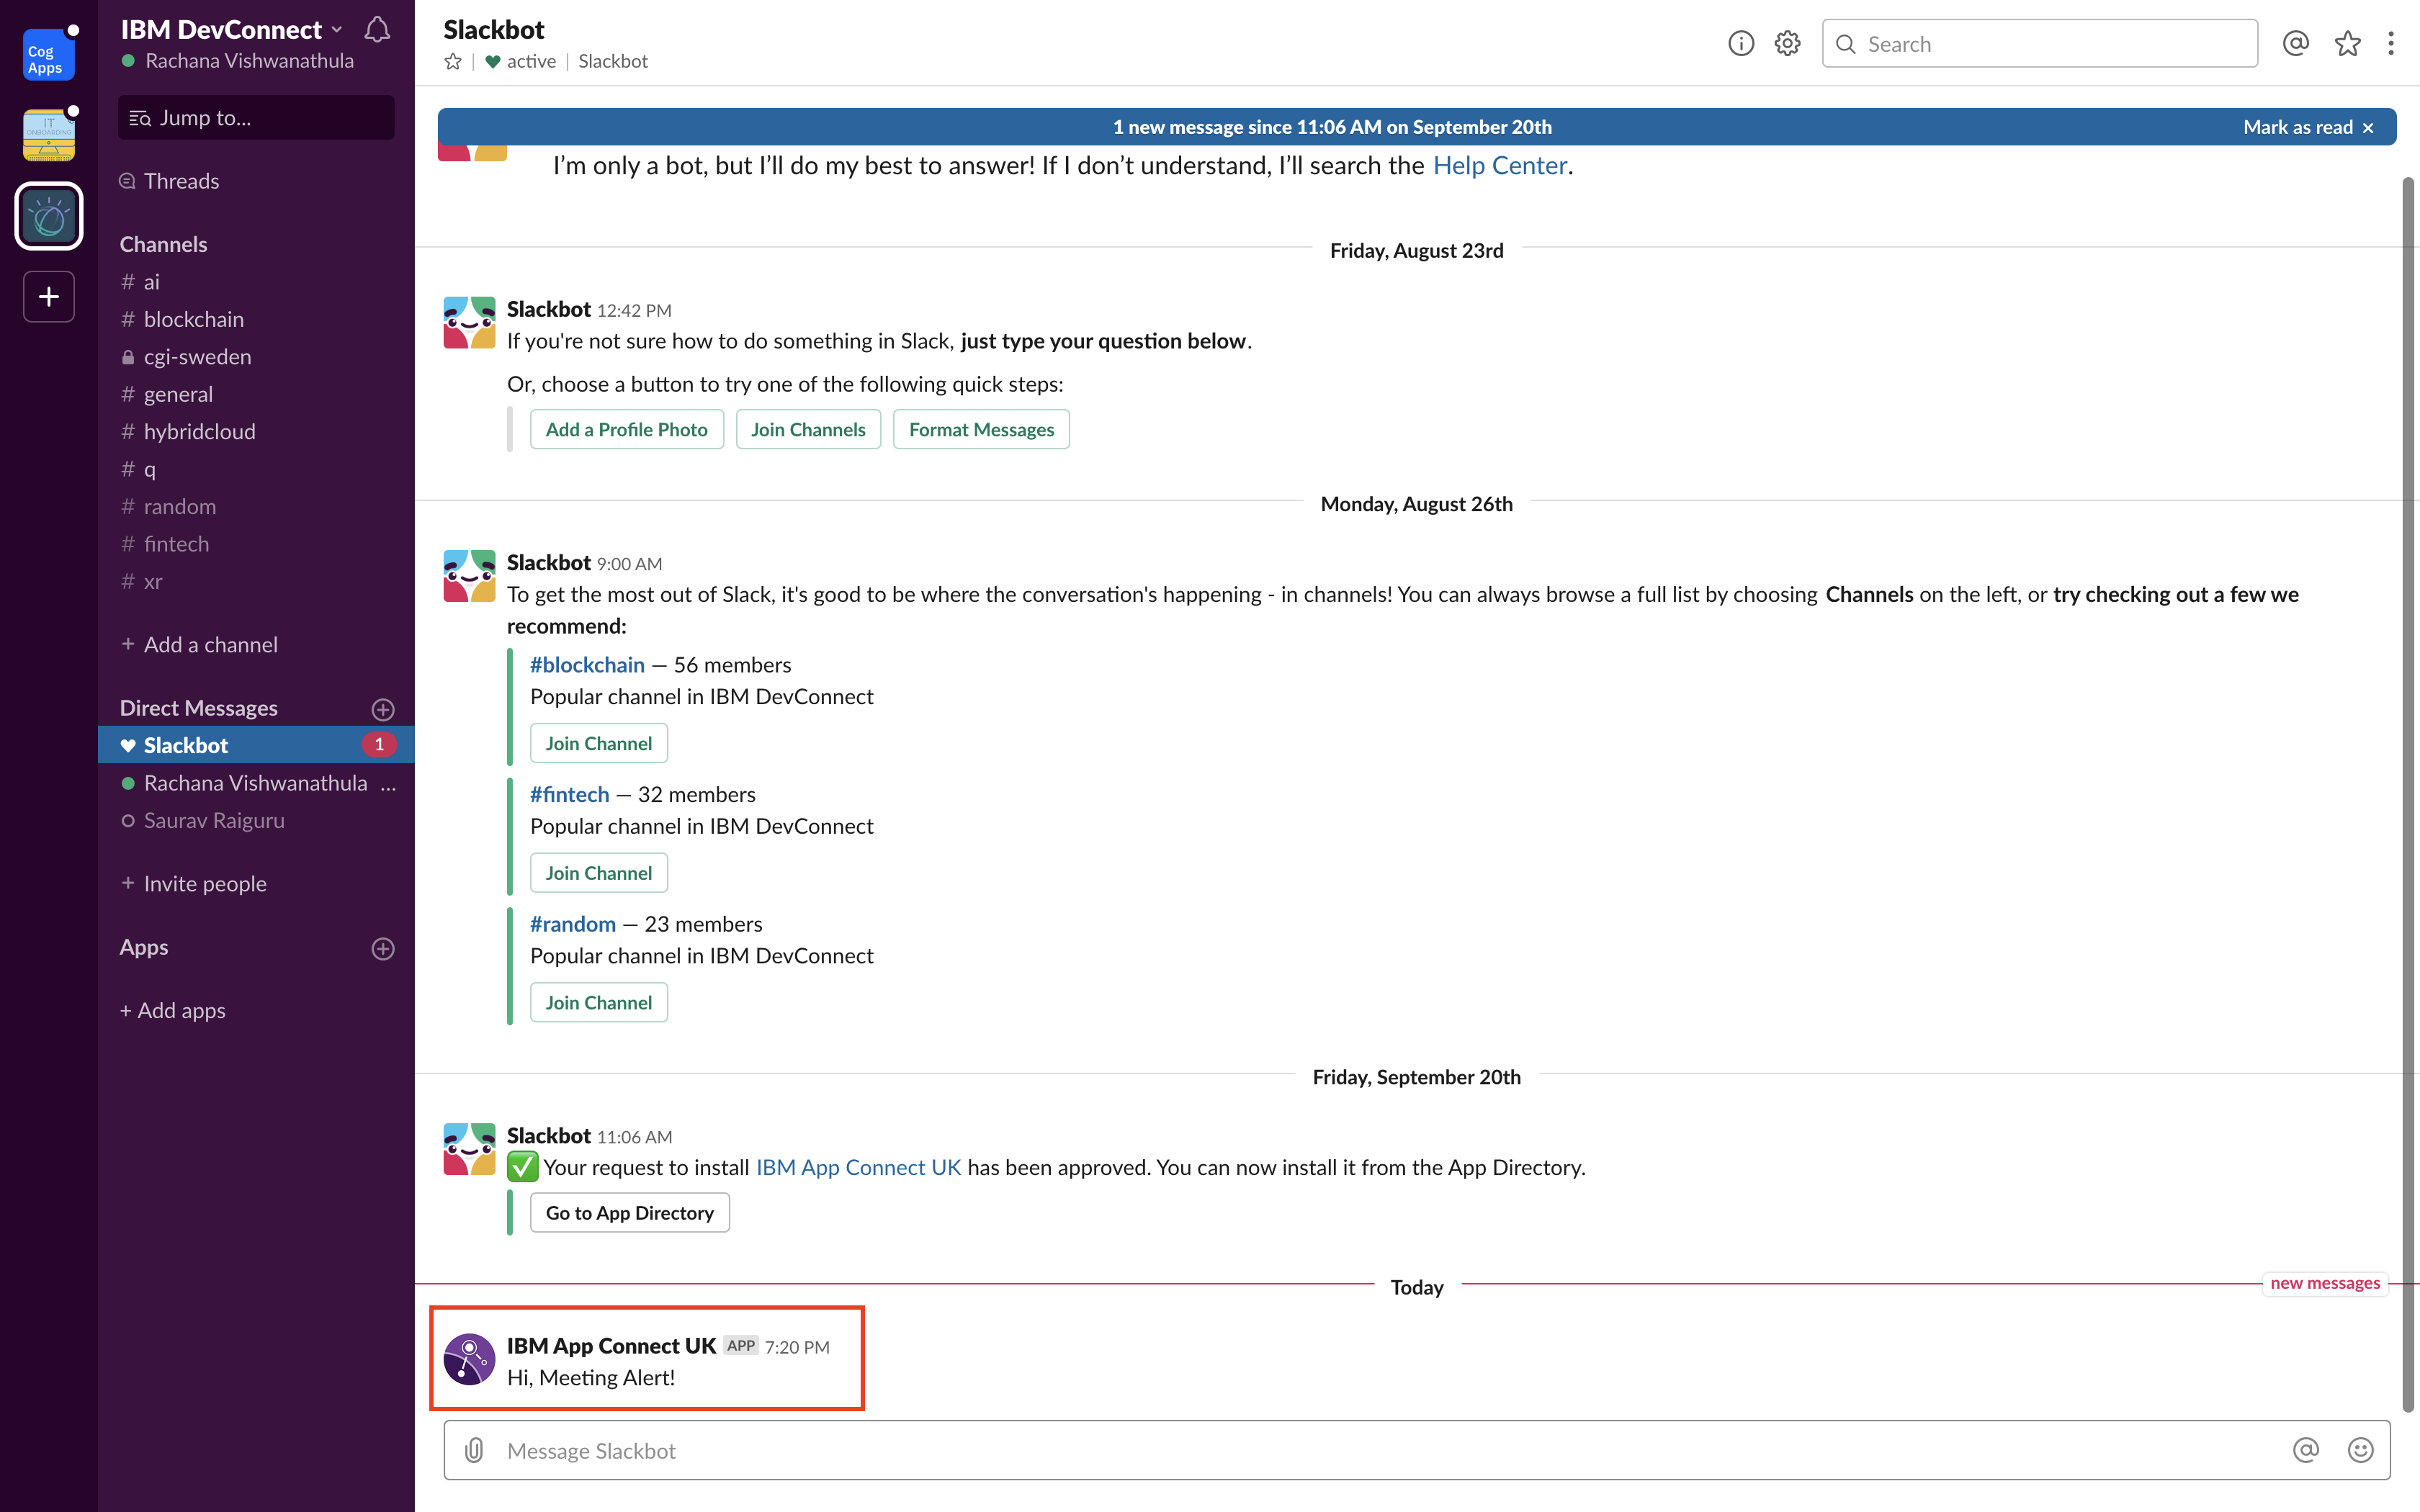 Cog
Apps
IT
ONBOARDING
IBM DevConnect
Rachana Vishwanathula
Jump to...
Threads
Channels
# ai
# blockchain
cgi-sweden
# general
# hybridcloud
# q
# random
# fintech
# xr
+ Add a channel
Direct Messages
Slackbot 1
Rachana Vishwanathula ...
Saurav Raiguru
+ Invite people
Apps
+ Add apps
Slackbot
active | Slackbot
Search
1 new message since 11:06 AM on September 20th
Mark as read ×
I’m only a bot, but I’ll do my best to answer! If I don’t understand, I’ll search the Help Center.
Friday, August 23rd
Slackbot 12:42 PM
If you're not sure how to do something in Slack, just type your question below.
Or, choose a button to try one of the following quick steps:
Add a Profile Photo Join Channels Format Messages
Monday, August 26th
Slackbot 9:00 AM
To get the most out of Slack, it's good to be where the conversation's happening - in channels! You can always browse a full list by choosing Channels on the left, or try checking out a few we
recommend:
#blockchain — 56 members
Popular channel in IBM DevConnect
Join Channel
#fintech — 32 members
Popular channel in IBM DevConnect
Join Channel
#random — 23 members
Popular channel in IBM DevConnect
Join Channel
Friday, September 20th
Slackbot 11:06 AM
✅ Your request to install IBM App Connect UK has been approved. You can now install it from the App Directory.
Go to App Directory
Today
new messages
IBM App Connect UK APP 7:20 PM
Hi, Meeting Alert!
Message Slackbot